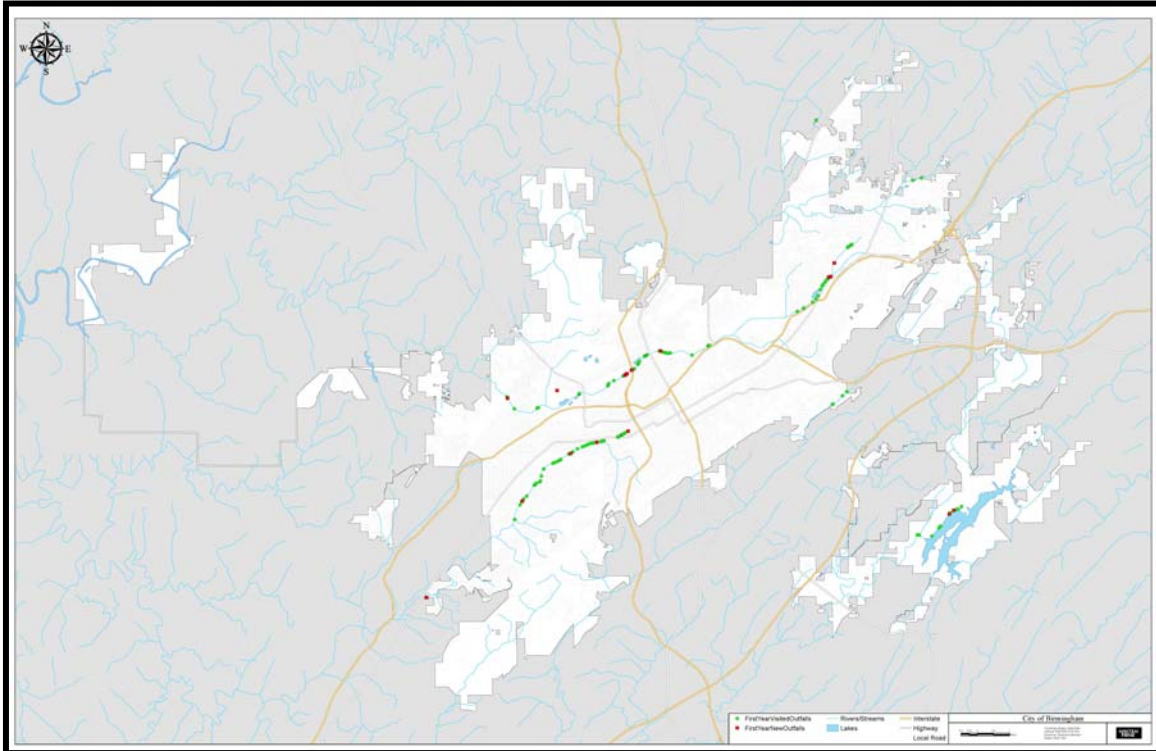 N
W E
S
FirstYearVisitedOutfalls
FirstYearNewOutfalls
Rivers/Streams
Lakes
Interstate
Highway
Local Road
City of Birmingham